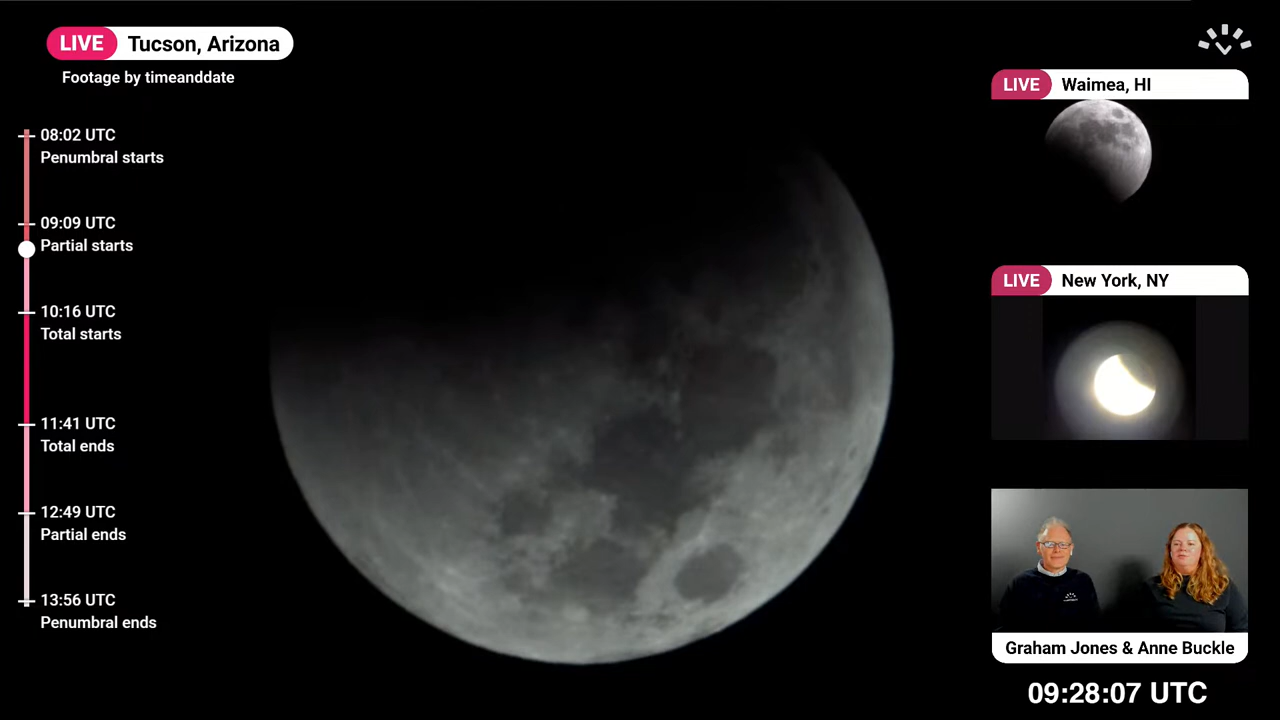 LIVE Tucson, Arizona
Footage by timeanddate
08:02 UTC
Penumbral starts
09:09 UTC
Partial starts
10:16 UTC
Total starts
11:41 UTC
Total ends
12:49 UTC
Partial ends
13:56 UTC
Penumbral ends
LIVE Waimea, HI
LIVE New York, NY
Graham Jones & Anne Buckle
09:28:07 UTC